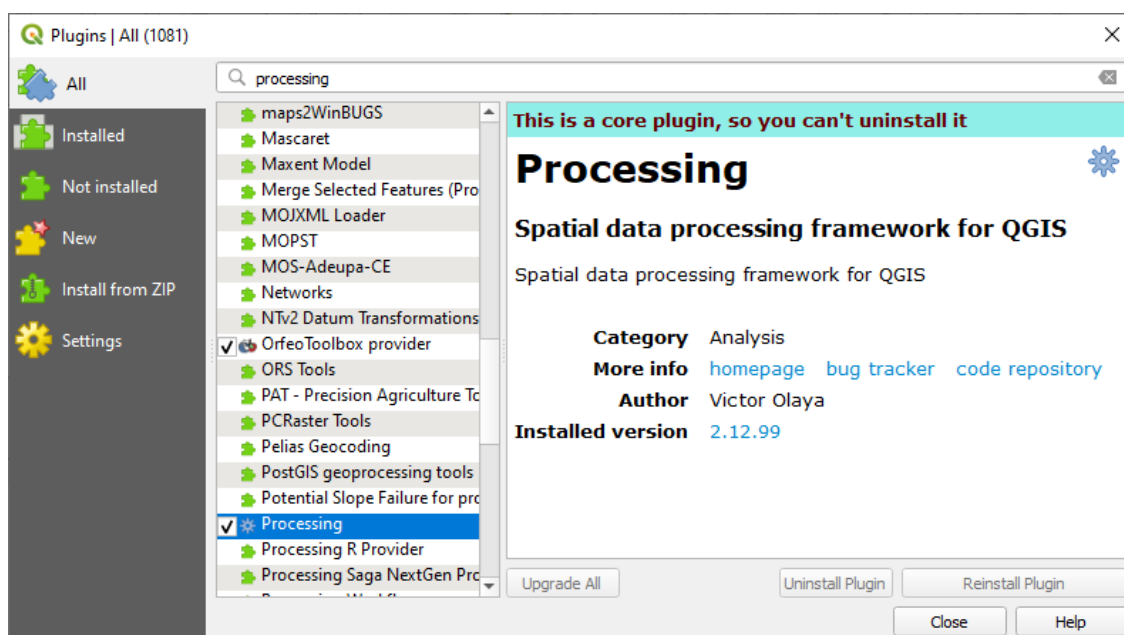 Plugins | All (1081)
All
Installed
Not installed
New
Install from ZIP
Settings
processing
maps2WinBUGS
Mascaret
Maxent Model
Merge Selected Features (Pro
MOJXML Loader
MOPST
MOS-Adeupa-CE
Networks
NTv2 Datum Transformations
OrfeoToolbox provider
ORS Tools
PAT - Precision Agriculture To
PCRaster Tools
Pelias Geocoding
PostGIS geoprocessing tools
Potential Slope Failure for pro
Processing
Processing R Provider
Processing Saga NextGen Pro
This is a core plugin, so you can't uninstall it
Processing
Spatial data processing framework for QGIS
Spatial data processing framework for QGIS
Category Analysis
More info homepage bug tracker code repository
Author Victor Olaya
Installed version 2.12.99
Upgrade All Uninstall Plugin Reinstall Plugin
Close Help